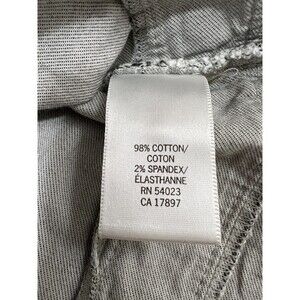 98% COTTON/
COTON
2% SPANDEX/
ÉLASTHANNE
RN 54023
CA 17897